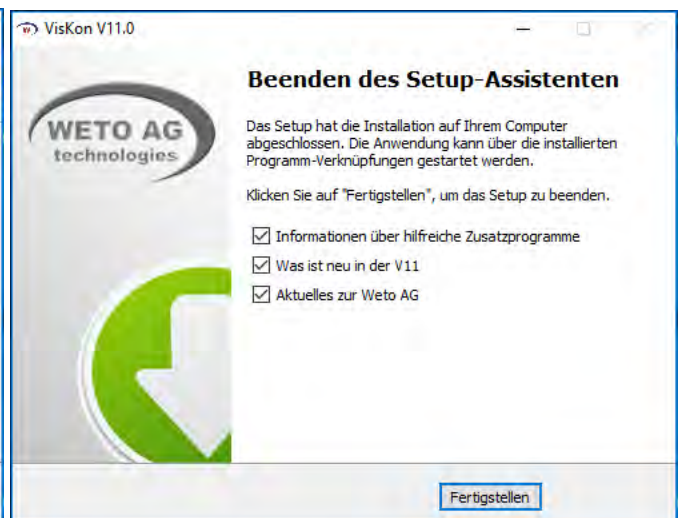 VisKon V11.0
Beenden des Setup-Assistenten
WETO AG
technologies
Das Setup hat die Installation auf Ihrem Computer
abgeschlossen. Die Anwendung kann über die installierten
Programm-Verknüpfungen gestartet werden.
Klicken Sie auf "Fertigstellen", um das Setup zu beenden.
Informationen über hilfreiche Zusatzprogramme
Was ist neu in der V11
Aktuelles zur Weto AG
Fertigstellen